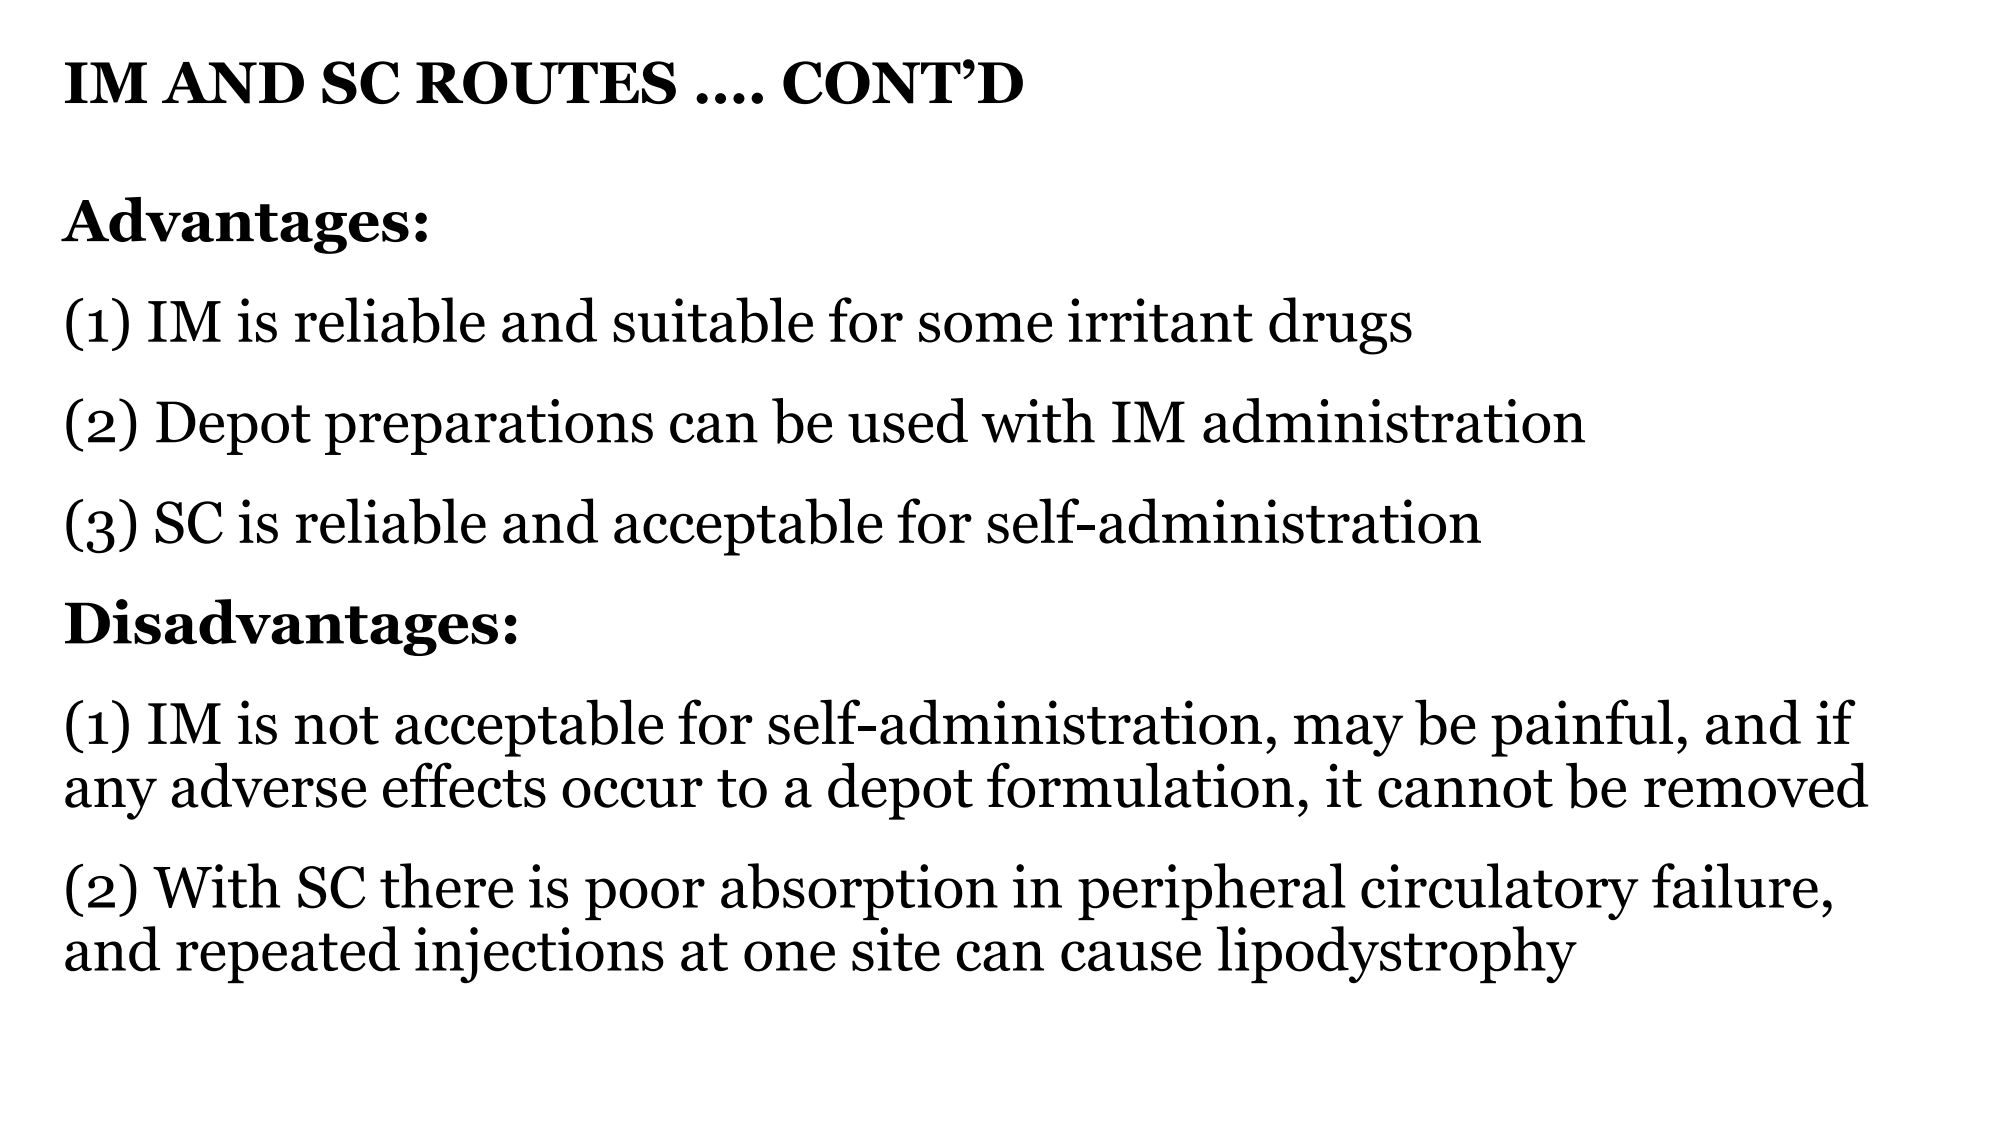 IM AND SC ROUTES .... CONT’D
Advantages:
(1) IM is reliable and suitable for some irritant drugs
(2) Depot preparations can be used with IM administration
(3) SC is reliable and acceptable for self-administration
Disadvantages:
(1) IM is not acceptable for self-administration, may be painful, and if
any adverse effects occur to a depot formulation, it cannot be removed
(2) With SC there is poor absorption in peripheral circulatory failure,
and repeated injections at one site can cause lipodystrophy